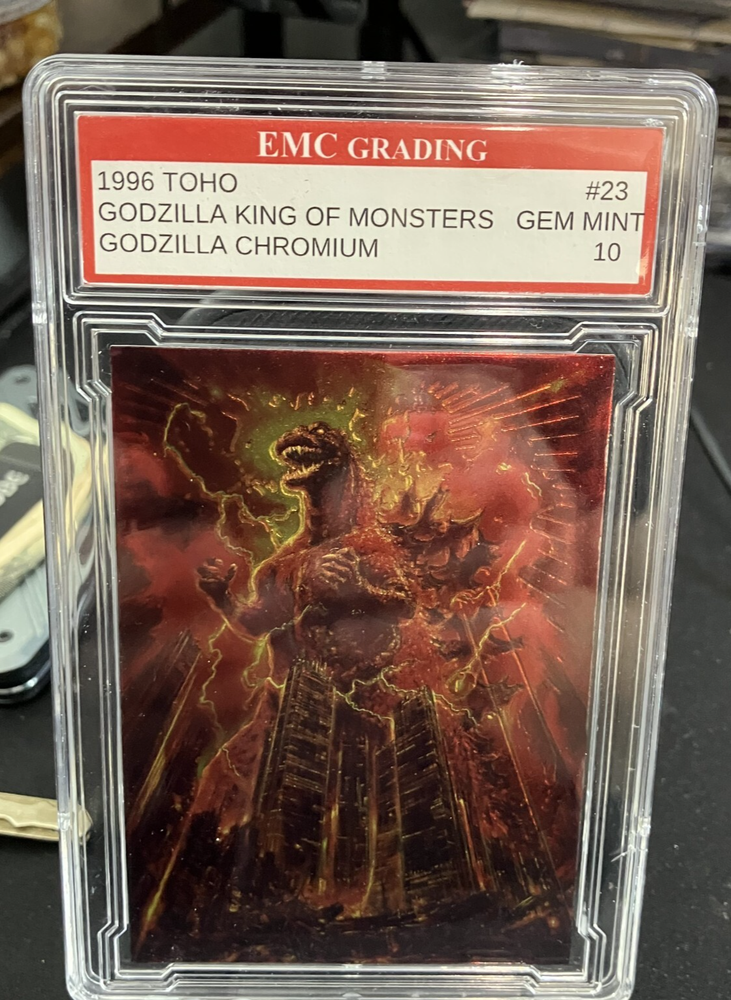 EMC GRADING
1996 TOHO #23
GODZILLA KING OF MONSTERS GEM MINT
GODZILLA CHROMIUM 10